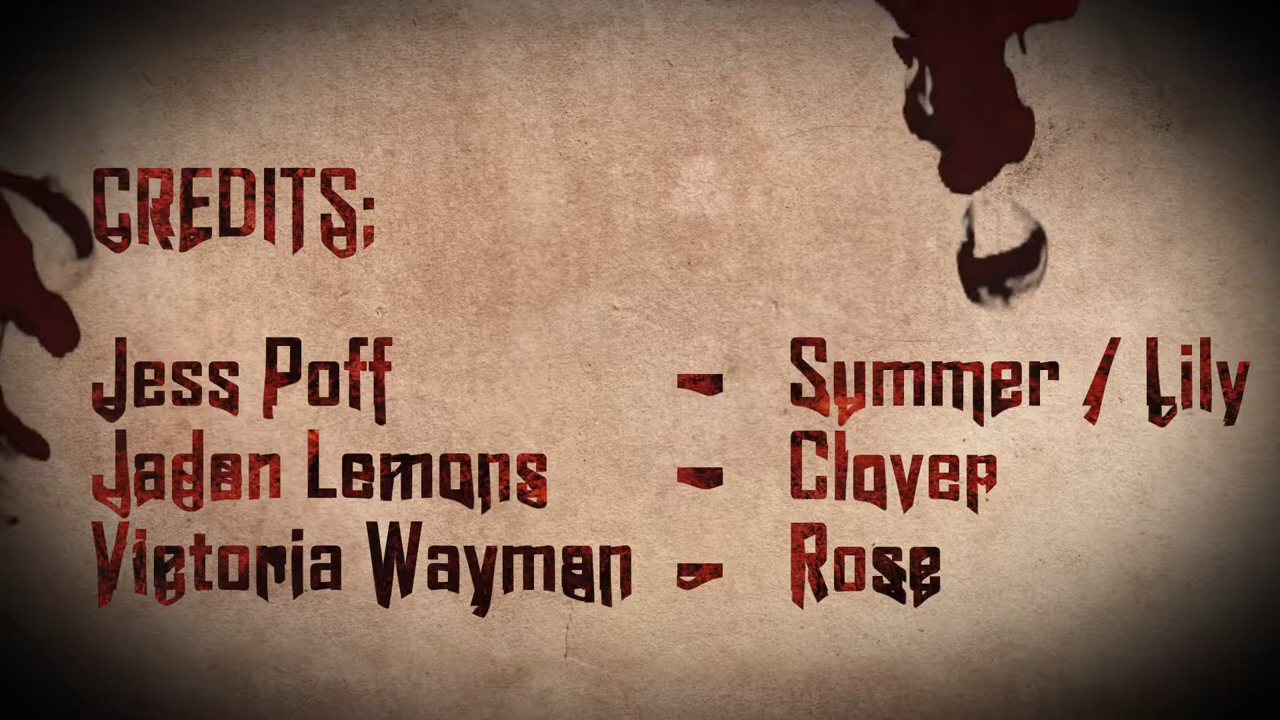 CREDITS:
Jess Poff - Summer / Lily
Jaden Lemons - Clover
Victoria Wayman - Rose